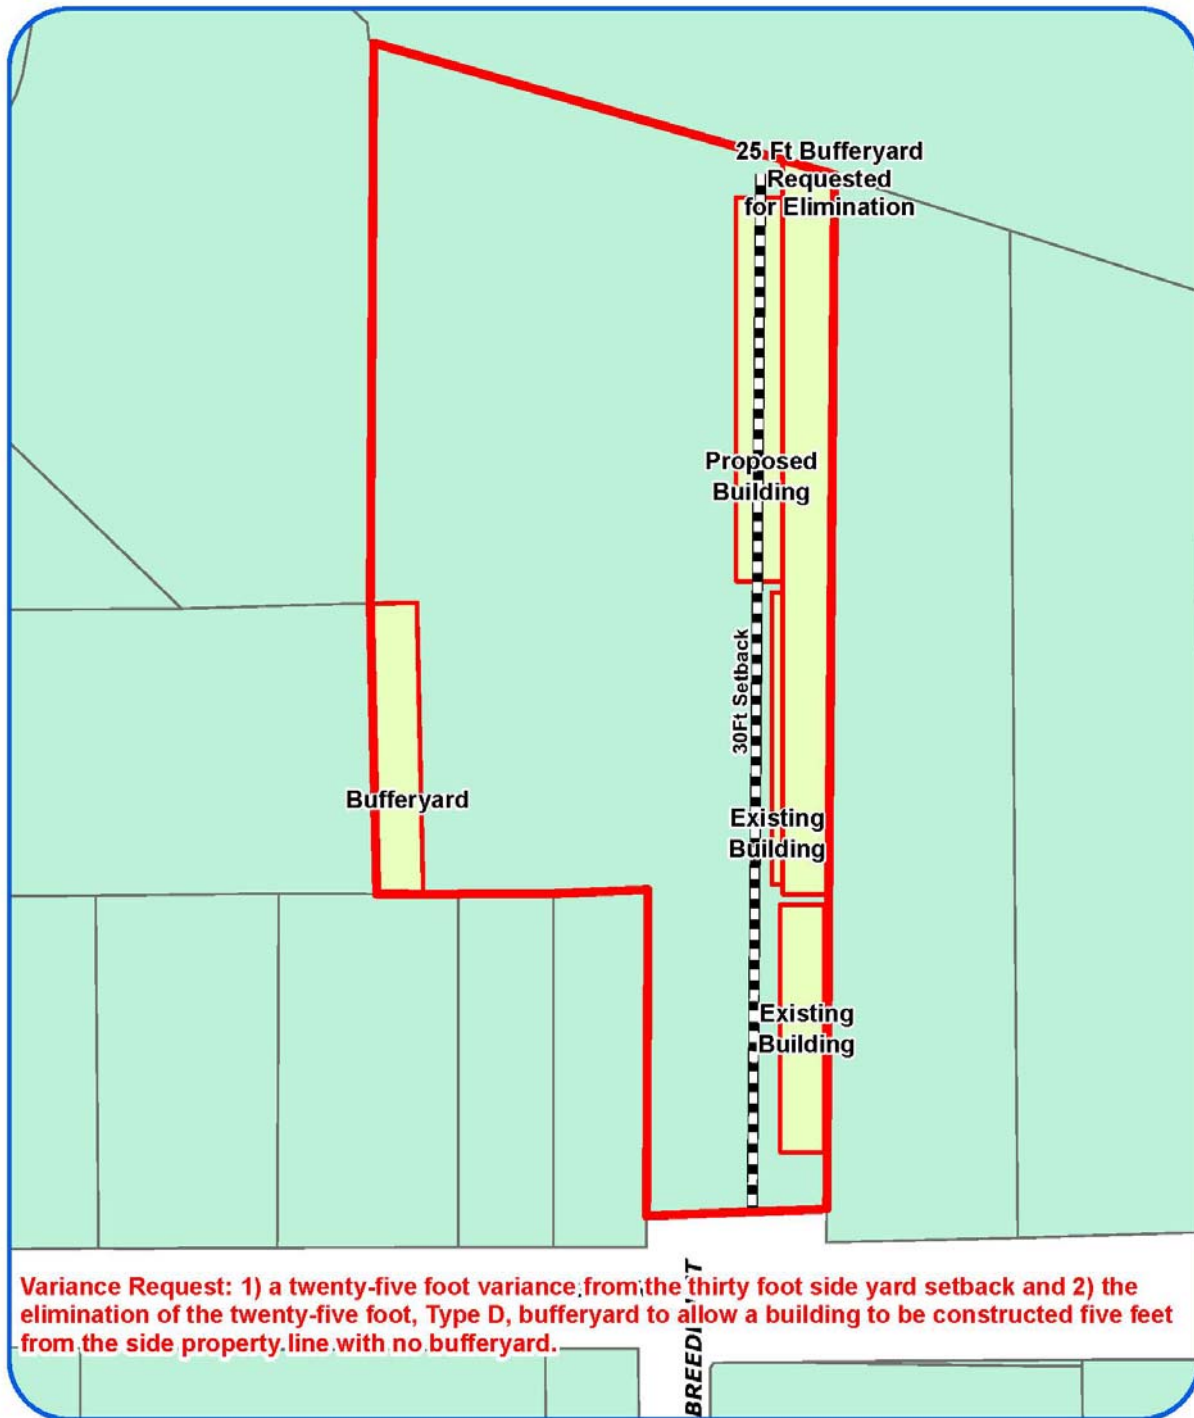 25 Ft Bufferyard
Requested
for Elimination
Proposed
Building
30Ft Setback
Bufferyard
Existing
Building
Existing
Building
Variance Request: 1) a twenty-five foot variance from the thirty foot side yard setback and 2) the
elimination of the twenty-five foot, Type D, bufferyard to allow a building to be constructed five feet
from the side property line with no bufferyard.